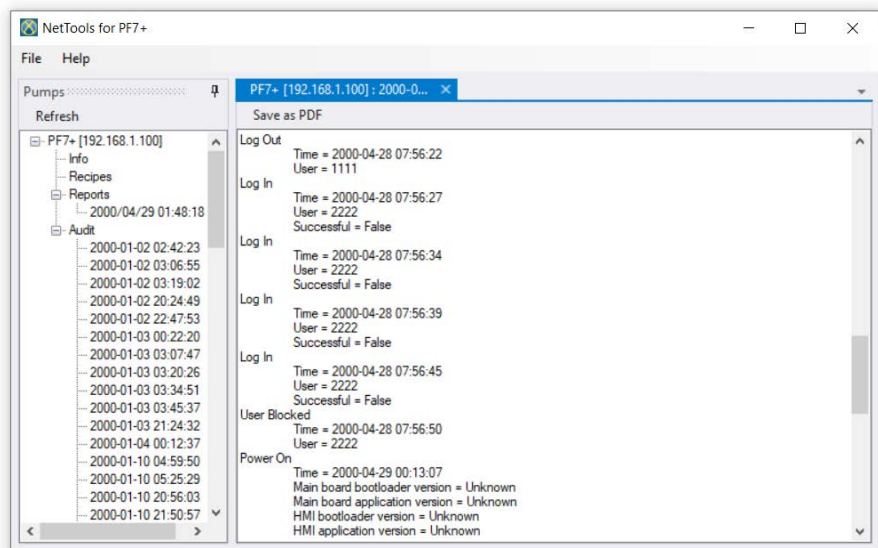 NetTools for PF7+
File Help
Pumps
Refresh
PF7+ [192.168.1.100]
Info
Recipes
Reports
2000/04/29 01:48:18
Audit
2000-01-02 02:42:23
2000-01-02 03:06:55
2000-01-02 03:19:02
2000-01-02 20:24:49
2000-01-02 22:47:53
2000-01-03 00:22:20
2000-01-03 03:07:47
2000-01-03 03:20:26
2000-01-03 03:34:51
2000-01-03 03:45:37
2000-01-03 21:24:32
2000-01-04 00:12:37
2000-01-10 04:59:50
2000-01-10 05:25:29
2000-01-10 20:56:03
2000-01-10 21:50:57
PF7+ [192.168.1.100] : 2000-0...
Save as PDF
Log Out
Time = 2000-04-28 07:56:22
User = 1111
Log In
Time = 2000-04-28 07:56:27
User = 2222
Successful = False
Log In
Time = 2000-04-28 07:56:34
User = 2222
Successful = False
Log In
Time = 2000-04-28 07:56:39
User = 2222
Successful = False
Log In
Time = 2000-04-28 07:56:45
User = 2222
Successful = False
User Blocked
Time = 2000-04-28 07:56:50
User = 2222
Power On
Time = 2000-04-29 00:13:07
Main board bootloader version = Unknown
Main board application version = Unknown
HMI bootloader version = Unknown
HMI application version = Unknown